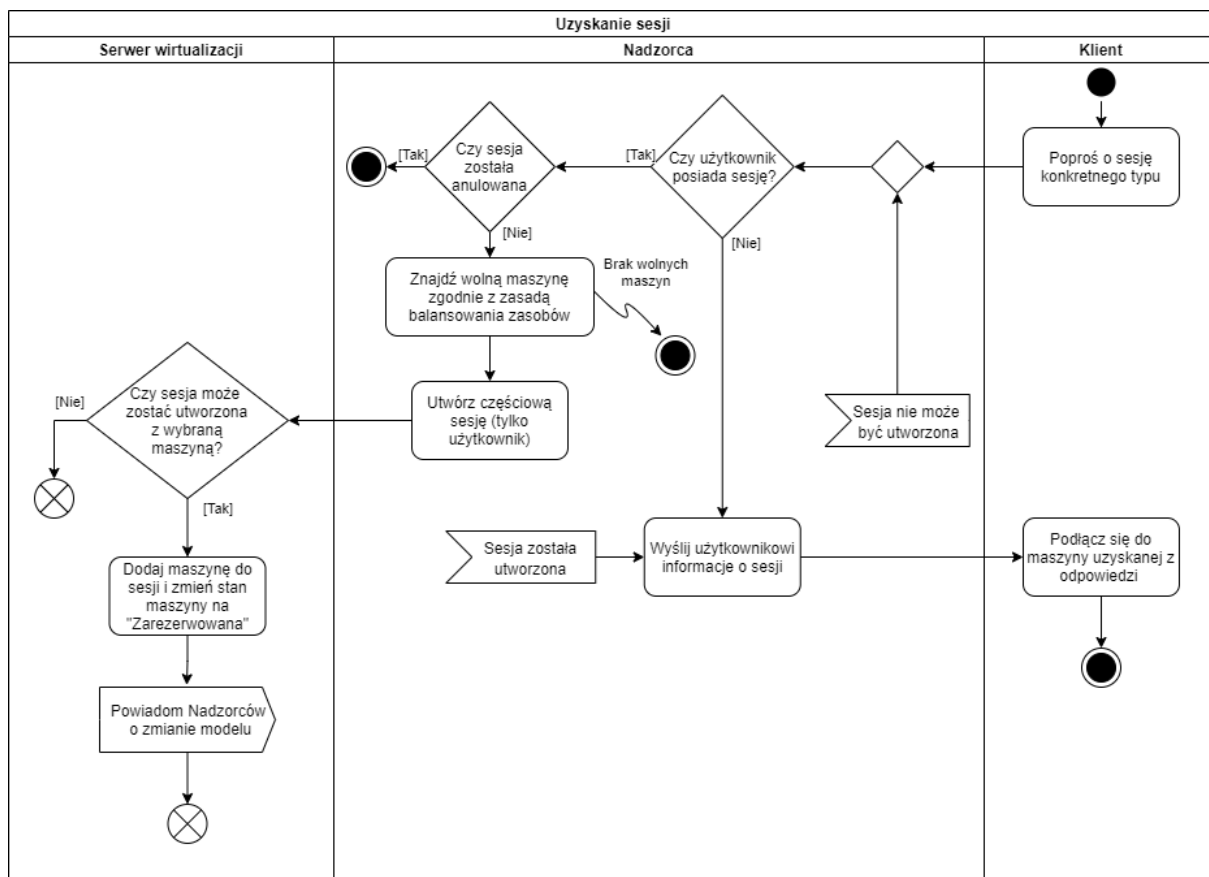 Uzyskanie sesji
Serwer wirtualizacji
Nadzorca
Klient
Poproś o sesję
konkretnego typu
Czy użytkownik
posiada sesję?
[Tak]
[Nie]
Czy sesja
została
anulowana
[Tak]
[Nie]
Znajdź wolną maszynę
zgodnie z zasadą
balansowania zasobów
Brak wolnych
maszyn
Utwórz częściową
sesję (tylko
użytkownik)
Sesja nie może
być utworzona
Czy sesja może
zostać utworzona
z wybraną
maszyną?
[Nie]
[Tak]
Dodaj maszynę do
sesji i zmień stan
maszyny na
"Zarezerwowana"
Powiadom Nadzorców
o zmianie modelu
Sesja została
utworzona
Wyślij użytkownikowi
informacje o sesji
Podłącz się do
maszyny uzyskanej z
odpowiedzi